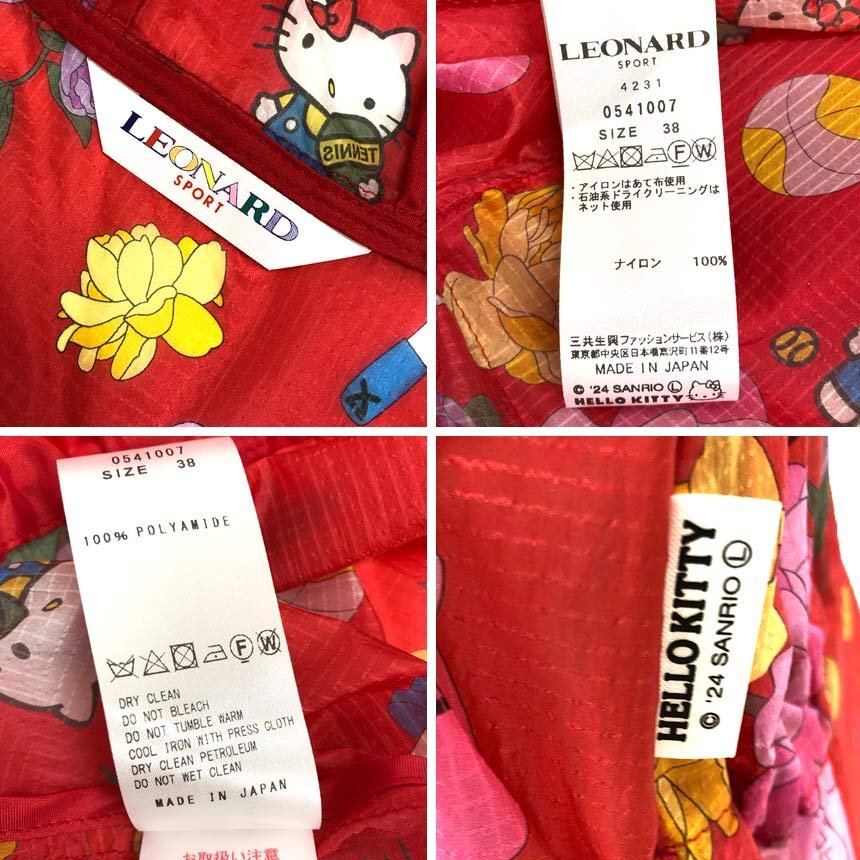 LEONARD
SPORT
TENNIS
LEONARD
SPORT
4231
0541007
SIZE 38
F W
・アイロンはあて布使用
・石油系ドライクリーニングは
ネット使用
ナイロン 100%
三共生興ファッションサービス(株)
東京都中央区日本橋富沢町11番12号
MADE IN JAPAN
© '24 SANRIO Ⓛ
HELLO KITTY
0541007
SIZE 38
100% POLYAMIDE
F W
DRY CLEAN
DO NOT BLEACH
DO NOT TUMBLE WARM
COOL IRON WITH PRESS CLOTH
DRY CLEAN PETROLEUM
DO NOT WET CLEAN
MADE IN JAPAN
お取扱い注意
HELLO KITTY
© '24 SANRIO Ⓛ